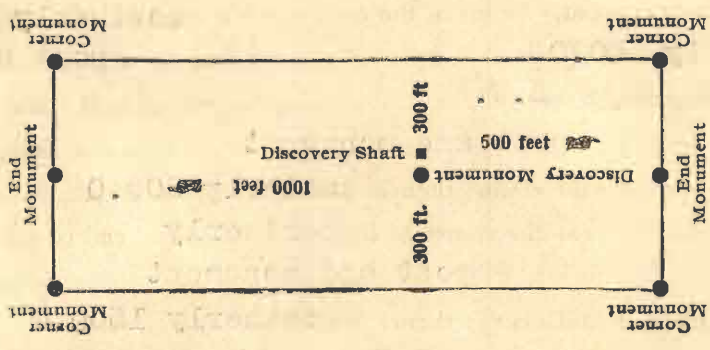 Corner
Monument
Corner
Monument
300 ft
500 feet
Discovery Shaft
End
Monument
1000 feet
Discovery Monument
End
Monument
300 ft.
Corner
Monument
Corner
Monument